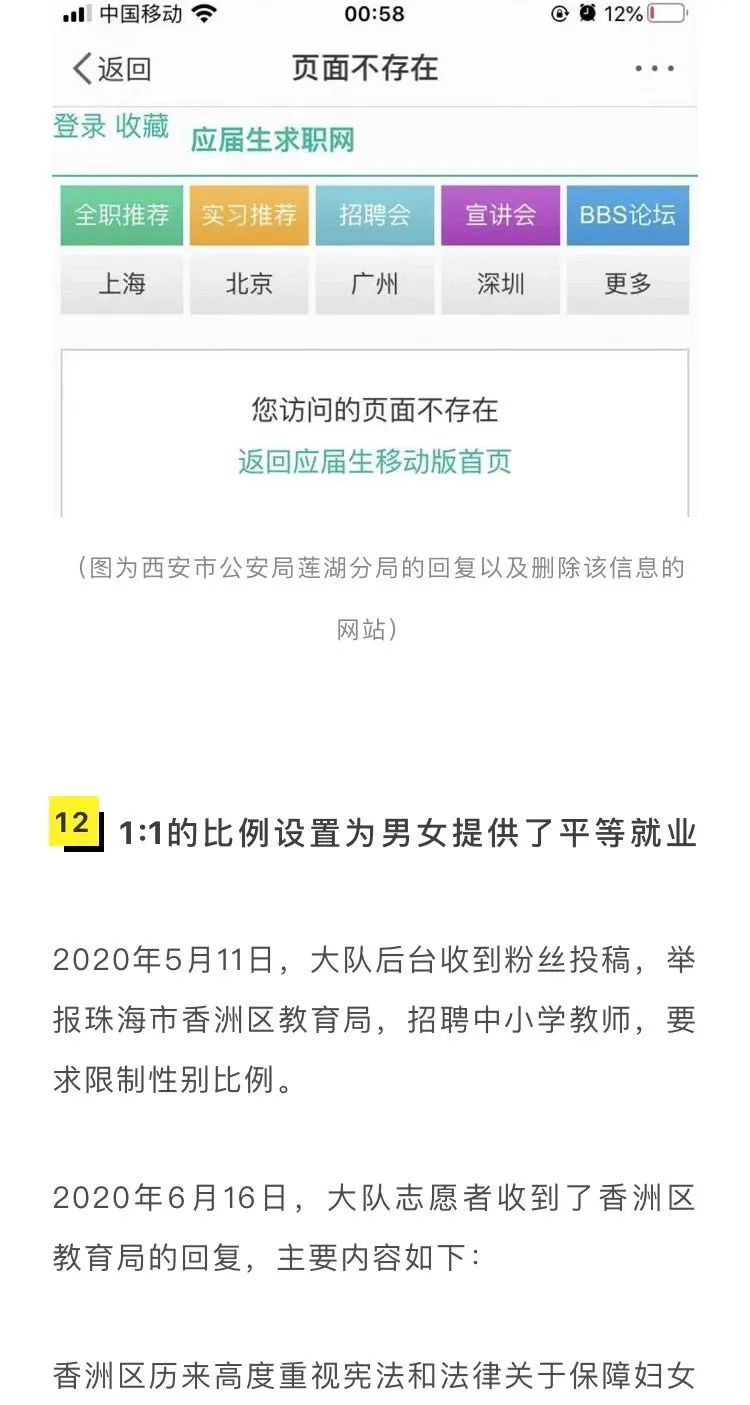 中国移动 00:58 12%
返回 页面不存在 ···
登录 收藏 应届生求职网
全职推荐 实习推荐 招聘会 宣讲会 BBS论坛
上海 北京 广州 深圳 更多
您访问的页面不存在
返回应届生移动版首页
（图为西安市公安局莲湖分局的回复以及删除该信息的
网站）
12 1:1的比例设置为男女提供了平等就业
2020年5月11日，大队后台收到粉丝投稿，举
报珠海市香洲区教育局，招聘中小学教师，要
求限制性别比例。
2020年6月16日，大队志愿者收到了香洲区
教育局的回复，主要内容如下：
香洲区历来高度重视宪法和法律关于保障妇女